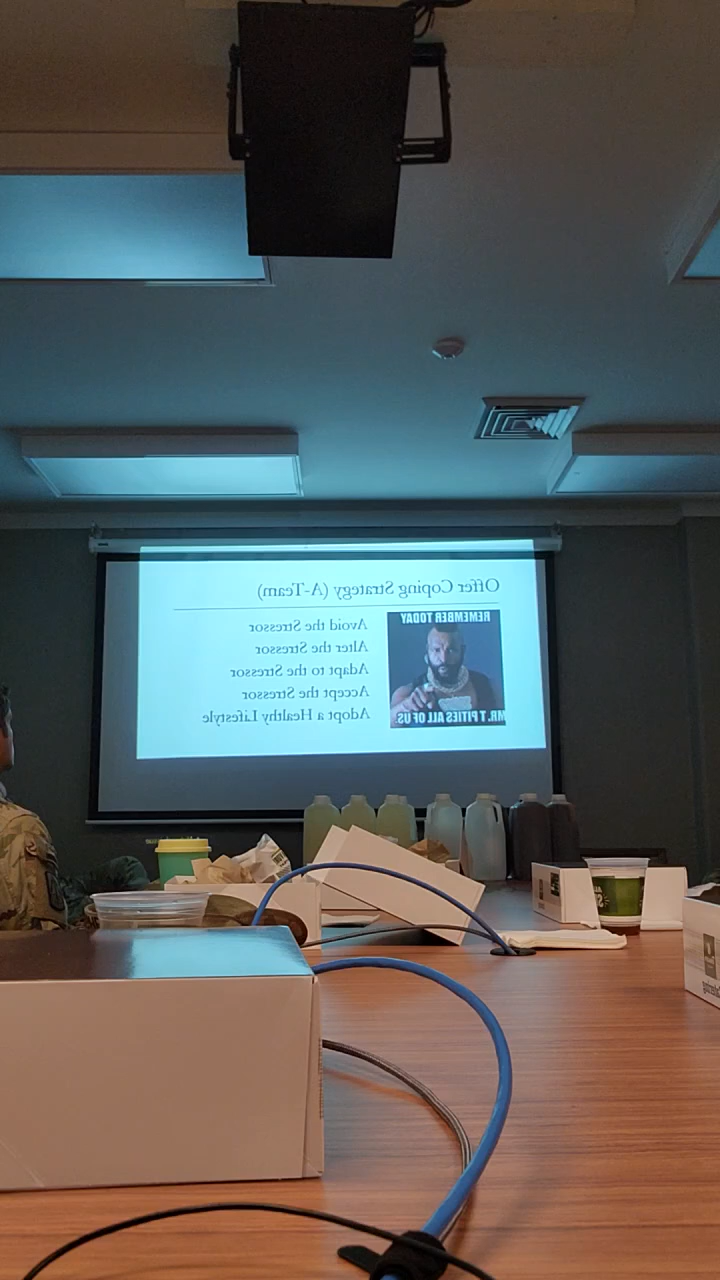 Offer Coping Strategy (A-Team)
Avoid the Stressor
Alter the Stressor
Adapt to the Stressor
Accept the Stressor
Adopt a Healthy Lifestyle
REMEMBER TODAY
MR. T PITIES ALL OF US.